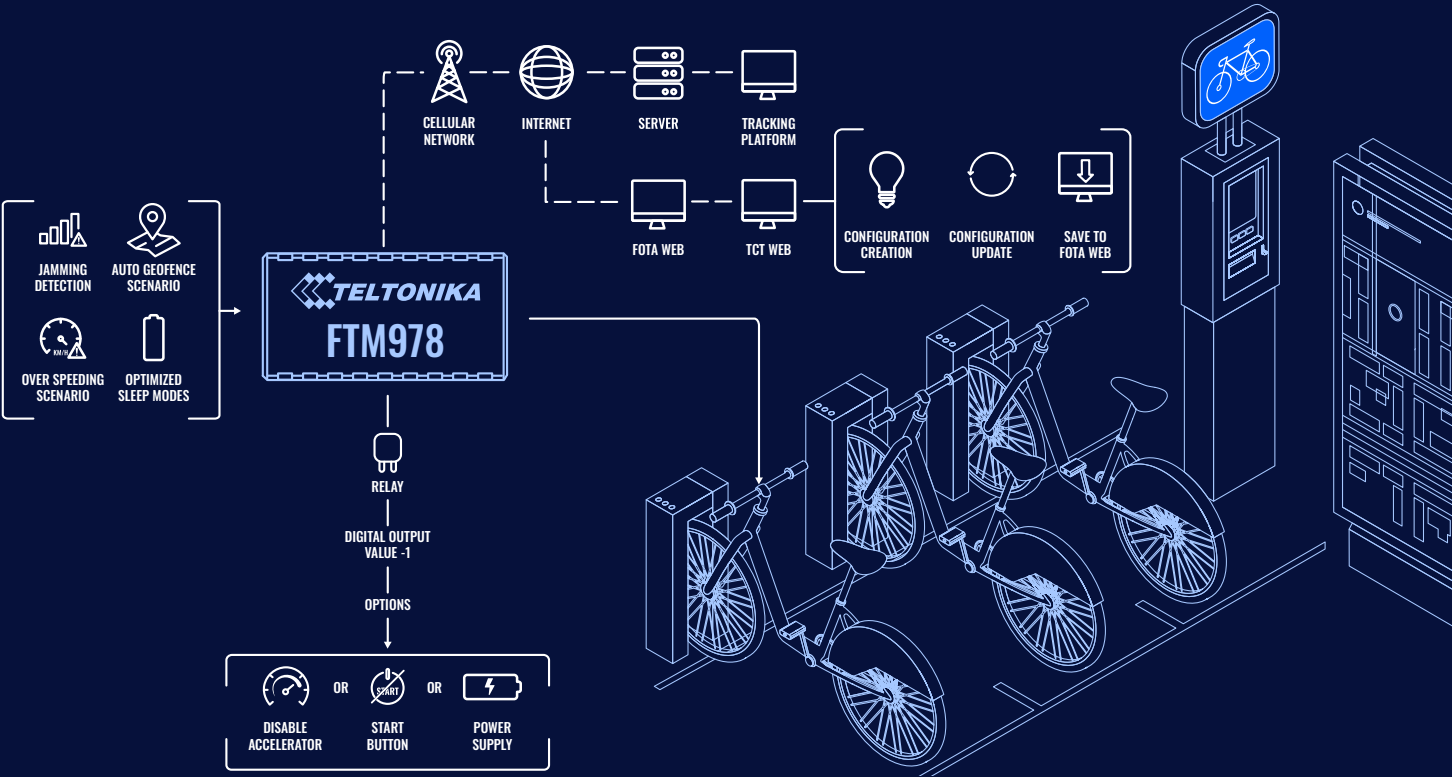 CELLULAR
NETWORK
INTERNET
SERVER
TRACKING
PLATFORM
FOTA WEB
TCT WEB
CONFIGURATION
CREATION
CONFIGURATION
UPDATE
SAVE TO
FOTA WEB
JAMMING
DETECTION
AUTO GEOFENCE
SCENARIO
KM/H
OVER SPEEDING
SCENARIO
OPTIMIZED
SLEEP MODES
TELTONIKA
FTM978
RELAY
DIGITAL OUTPUT
VALUE -1
OPTIONS
DISABLE
ACCELERATOR
OR
START
START
BUTTON
OR
POWER
SUPPLY